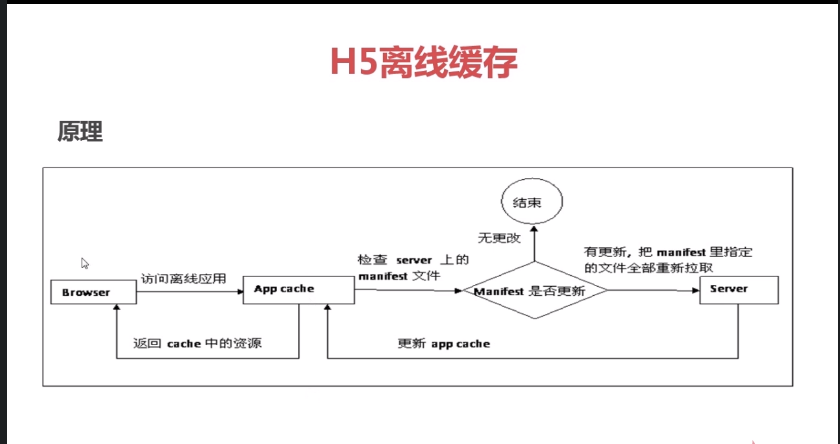 H5离线缓存
原理
结束
无更改
有更新, 把 manifest 里指定
的文件全部重新拉取
检查 server 上的
manifest 文件
访问离线应用
Browser
App cache
Manifest 是否更新
Server
返回 cache 中的资源
更新 app cache